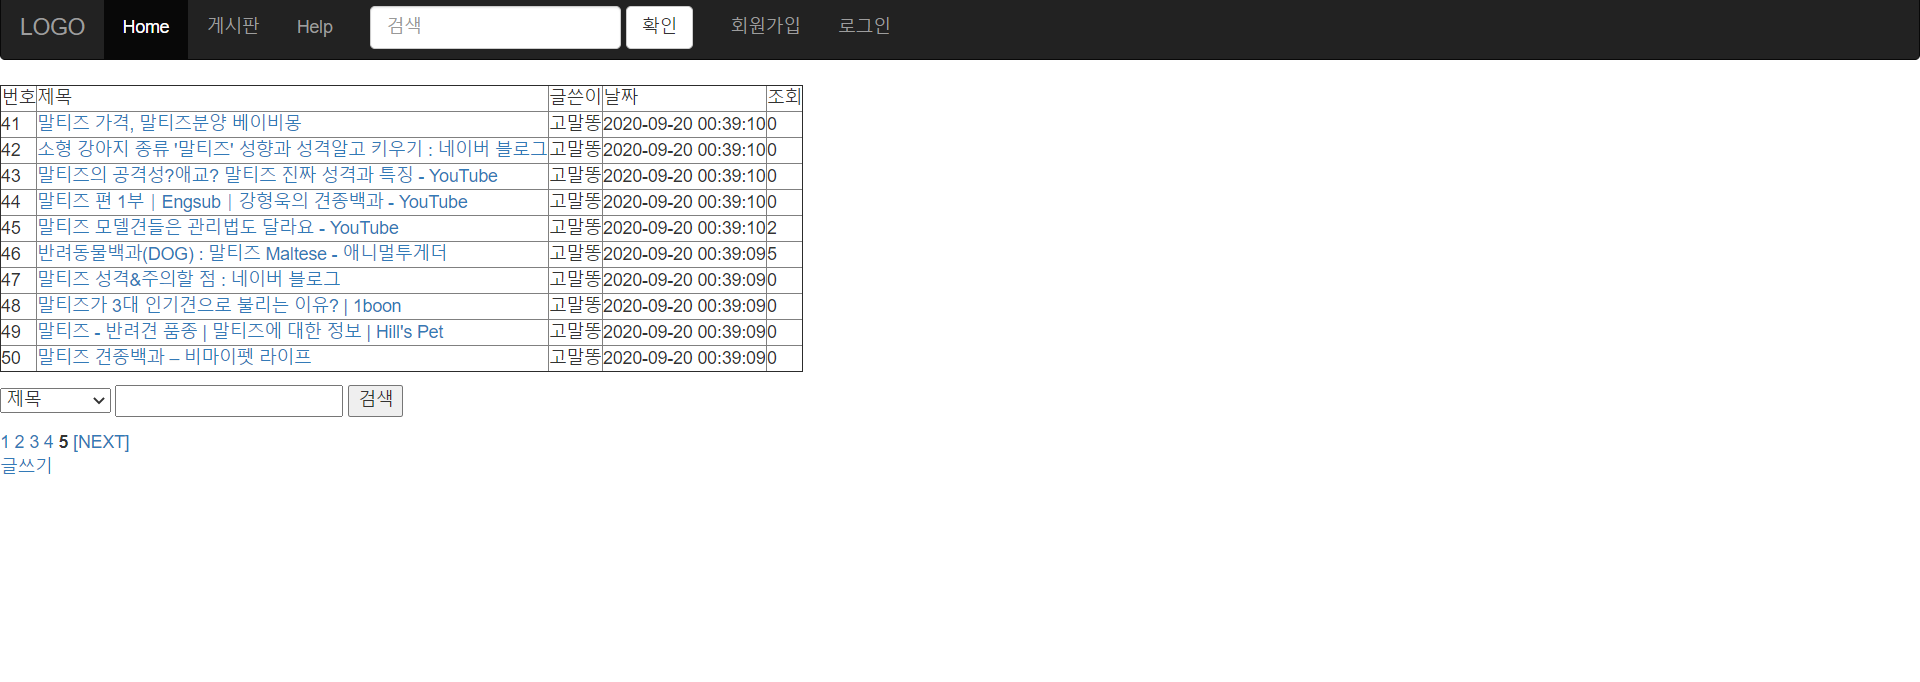 LOGO Home 게시판 Help 검색 확인 회원가입 로그인
번호 제목 글쓴이 날짜 조회
41 말티즈 가격, 말티즈분양 베이비몽 고말똥 2020-09-20 00:39:10 0
42 소형 강아지 종류 '말티즈' 성향과 성격알고 키우기 : 네이버 블로그 고말똥 2020-09-20 00:39:10 0
43 말티즈의 공격성?애교? 말티즈 진짜 성격과 특징 - YouTube 고말똥 2020-09-20 00:39:10 0
44 말티즈 편 1부｜Engsub｜강형욱의 견종백과 - YouTube 고말똥 2020-09-20 00:39:10 0
45 말티즈 모델견들은 관리법도 달라요 - YouTube 고말똥 2020-09-20 00:39:10 2
46 반려동물백과(DOG) : 말티즈 Maltese - 애니멀투게더 고말똥 2020-09-20 00:39:09 5
47 말티즈 성격&주의할 점 : 네이버 블로그 고말똥 2020-09-20 00:39:09 0
48 말티즈가 3대 인기견으로 불리는 이유? | 1boon 고말똥 2020-09-20 00:39:09 0
49 말티즈 - 반려견 품종 | 말티즈에 대한 정보 | Hill's Pet 고말똥 2020-09-20 00:39:09 0
50 말티즈 견종백과 – 비마이펫 라이프 고말똥 2020-09-20 00:39:09 0
제목 검색
1 2 3 4 5 [NEXT]
글쓰기